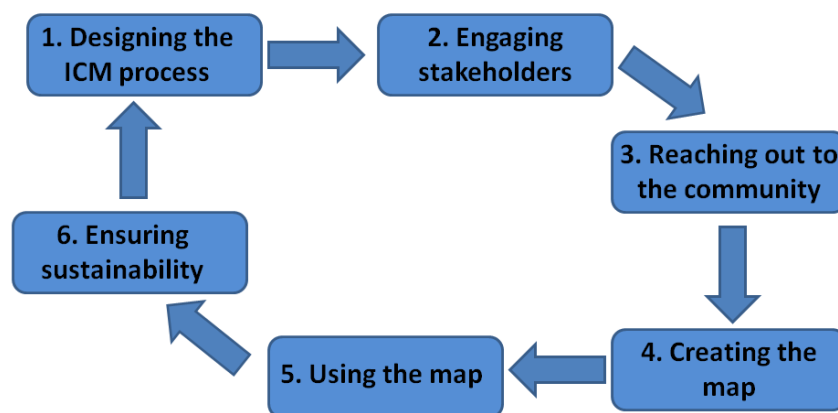 1. Designing the
ICM process
2. Engaging
stakeholders
3. Reaching out to
the community
4. Creating the
map
5. Using the map
6. Ensuring
sustainability